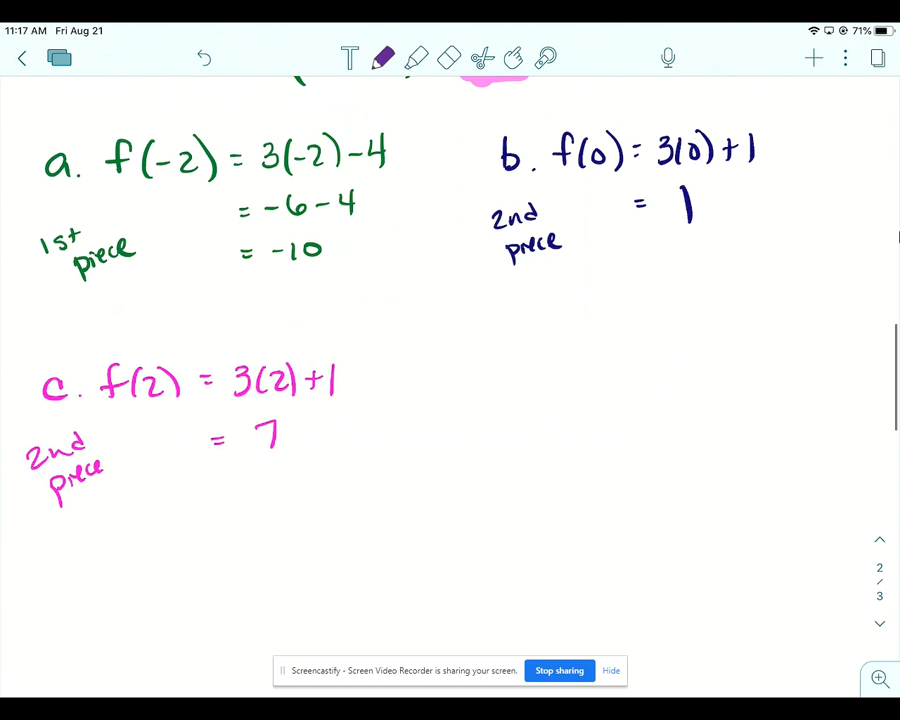 11:17 AM Fri Aug 21
71%
a. f(-2) = 3(-2)-4
= -6-4
= -10
1st
piece
b. f(0) = 3(0)+1
= 1
2nd
piece
c. f(2) = 3(2)+1
= 7
2nd
piece
2
/
3
Screencastify - Screen Video Recorder is sharing your screen.
Stop sharing
Hide